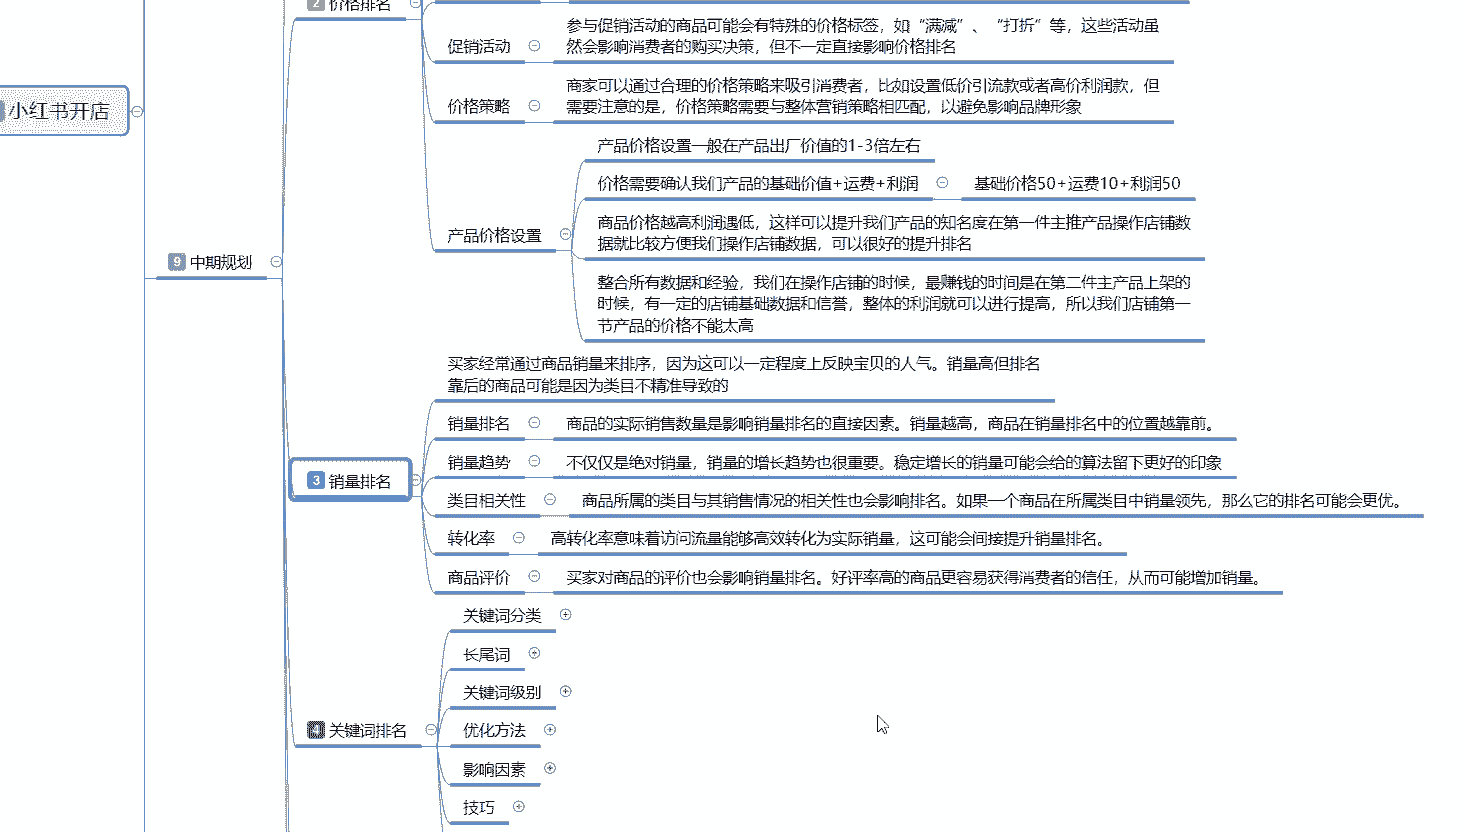 2 价格排名
参与促销活动的商品可能会有特殊的价格标签，如“满减”、“打折”等，这些活动虽
促销活动
然会影响消费者的购买决策，但不一定直接影响价格排名
商家可以通过合理的价格策略来吸引消费者，比如设置低价引流款或者高价利润款，但
小红书开店
价格策略
需要注意的是，价格策略需要与整体营销策略相匹配，以避免影响品牌形象
产品价格设置一般在产品出厂价值的1-3倍左右
价格需要确认我们产品的基础价值+运费+利润
基础价格50+运费10+利润50
商品价格越高利润遇低，这样可以提升我们产品的知名度在第一件主推产品操作店铺数
产品价格设置
据就比较方便我们操作店铺数据，可以很好的提升排名
9 中期规划
整合所有数据和经验，我们在操作店铺的时候，最赚钱的时间是在第二件主产品上架的
时候，有一定的店铺基础数据和信誉，整体的利润就可以进行提高，所以我们店铺第一
节产品的价格不能太高
买家经常通过商品销量来排序，因为这可以一定程度上反映宝贝的人气。销量高但排名
靠后的商品可能是因为类目不精准导致的
销量排名
商品的实际销售数量是影响销量排名的直接因素。销量越高，商品在销量排名中的位置越靠前。
销量趋势
不仅仅是绝对销量，销量的增长趋势也很重要。稳定增长的销量可能会给的算法留下更好的印象
3 销量排名
类目相关性
商品所属的类目与其销售情况的相关性也会影响排名。如果一个商品在所属类目中销量领先，那么它的排名可能会更优。
转化率
高转化率意味着访问流量能够高效转化为实际销量，这可能会间接提升销量排名。
商品评价
买家对商品的评价也会影响销量排名。好评率高的商品更容易获得消费者的信任，从而可能增加销量。
关键词分类
长尾词
关键词级别
4 关键词排名
优化方法
影响因素
技巧